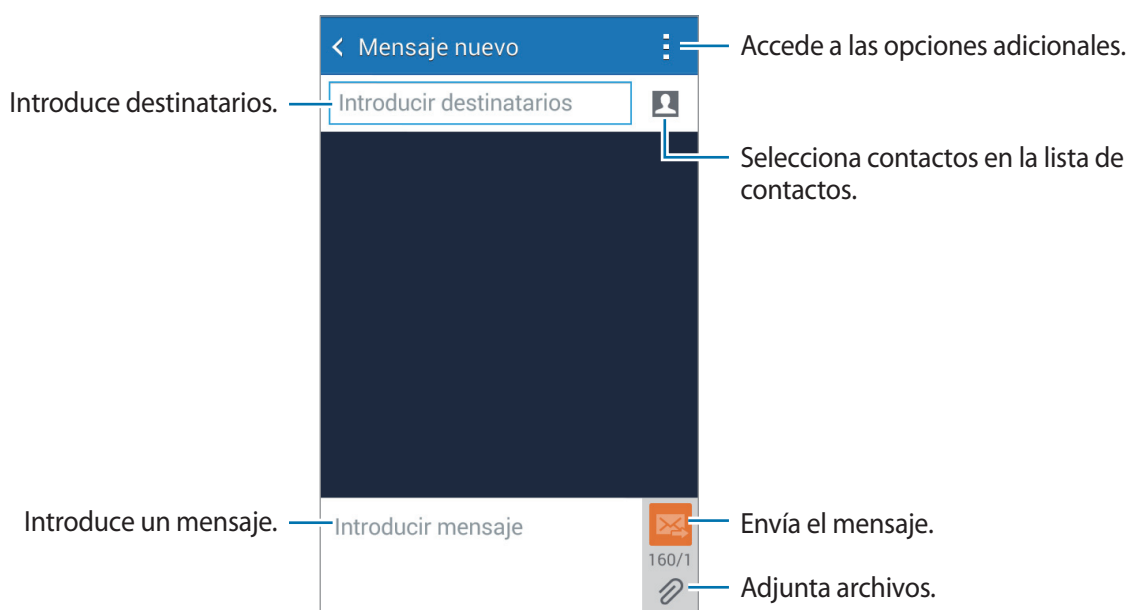 Mensaje nuevo
Accede a las opciones adicionales.
Introduce destinatarios.
Introducir destinatarios
Selecciona contactos en la lista de
contactos.
Introduce un mensaje.
Introducir mensaje
Envía el mensaje.
160/1
Adjunta archivos.